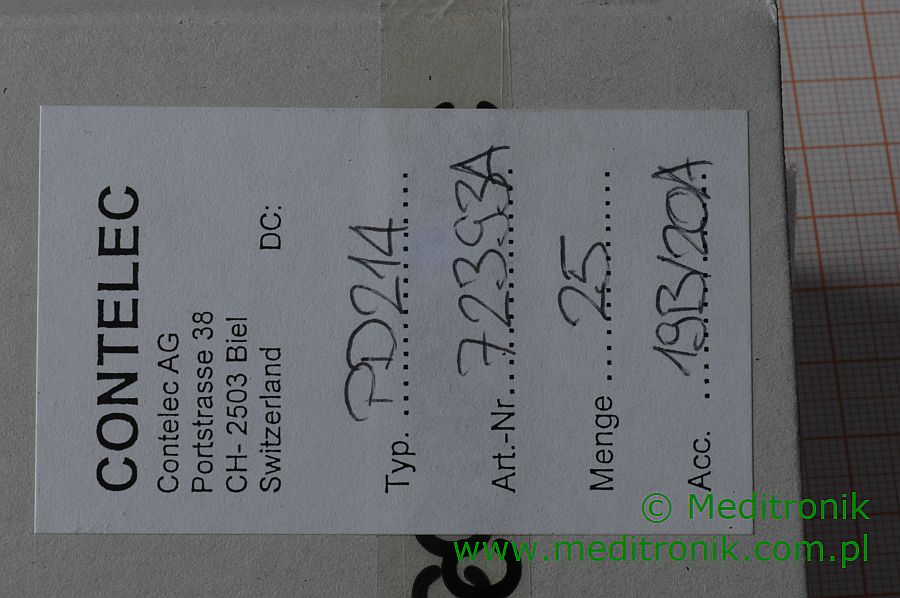 CONTELEC
Contelec AG
Portstrasse 38
CH- 2503 Biel
Switzerland DC:
Typ. PD214
Art.-Nr. 72393A
Menge 25
Acc. 19B/20A
© Meditronik
www.meditronik.com.pl